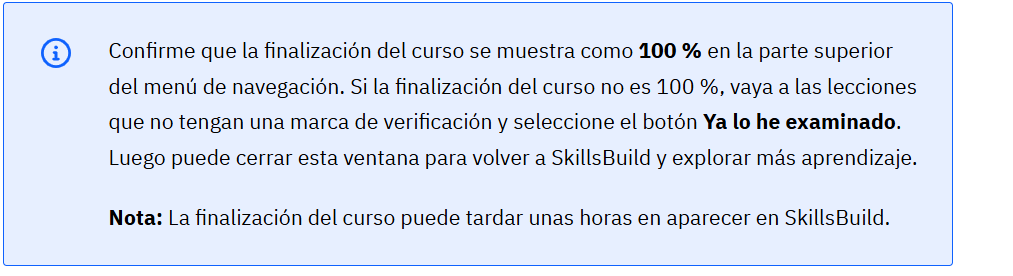 Confirme que la finalización del curso se muestra como 100 % en la parte superior
del menú de navegación. Si la finalización del curso no es 100 %, vaya a las lecciones
que no tengan una marca de verificación y seleccione el botón Ya lo he examinado.
Luego puede cerrar esta ventana para volver a SkillsBuild y explorar más aprendizaje.
Nota: La finalización del curso puede tardar unas horas en aparecer en SkillsBuild.